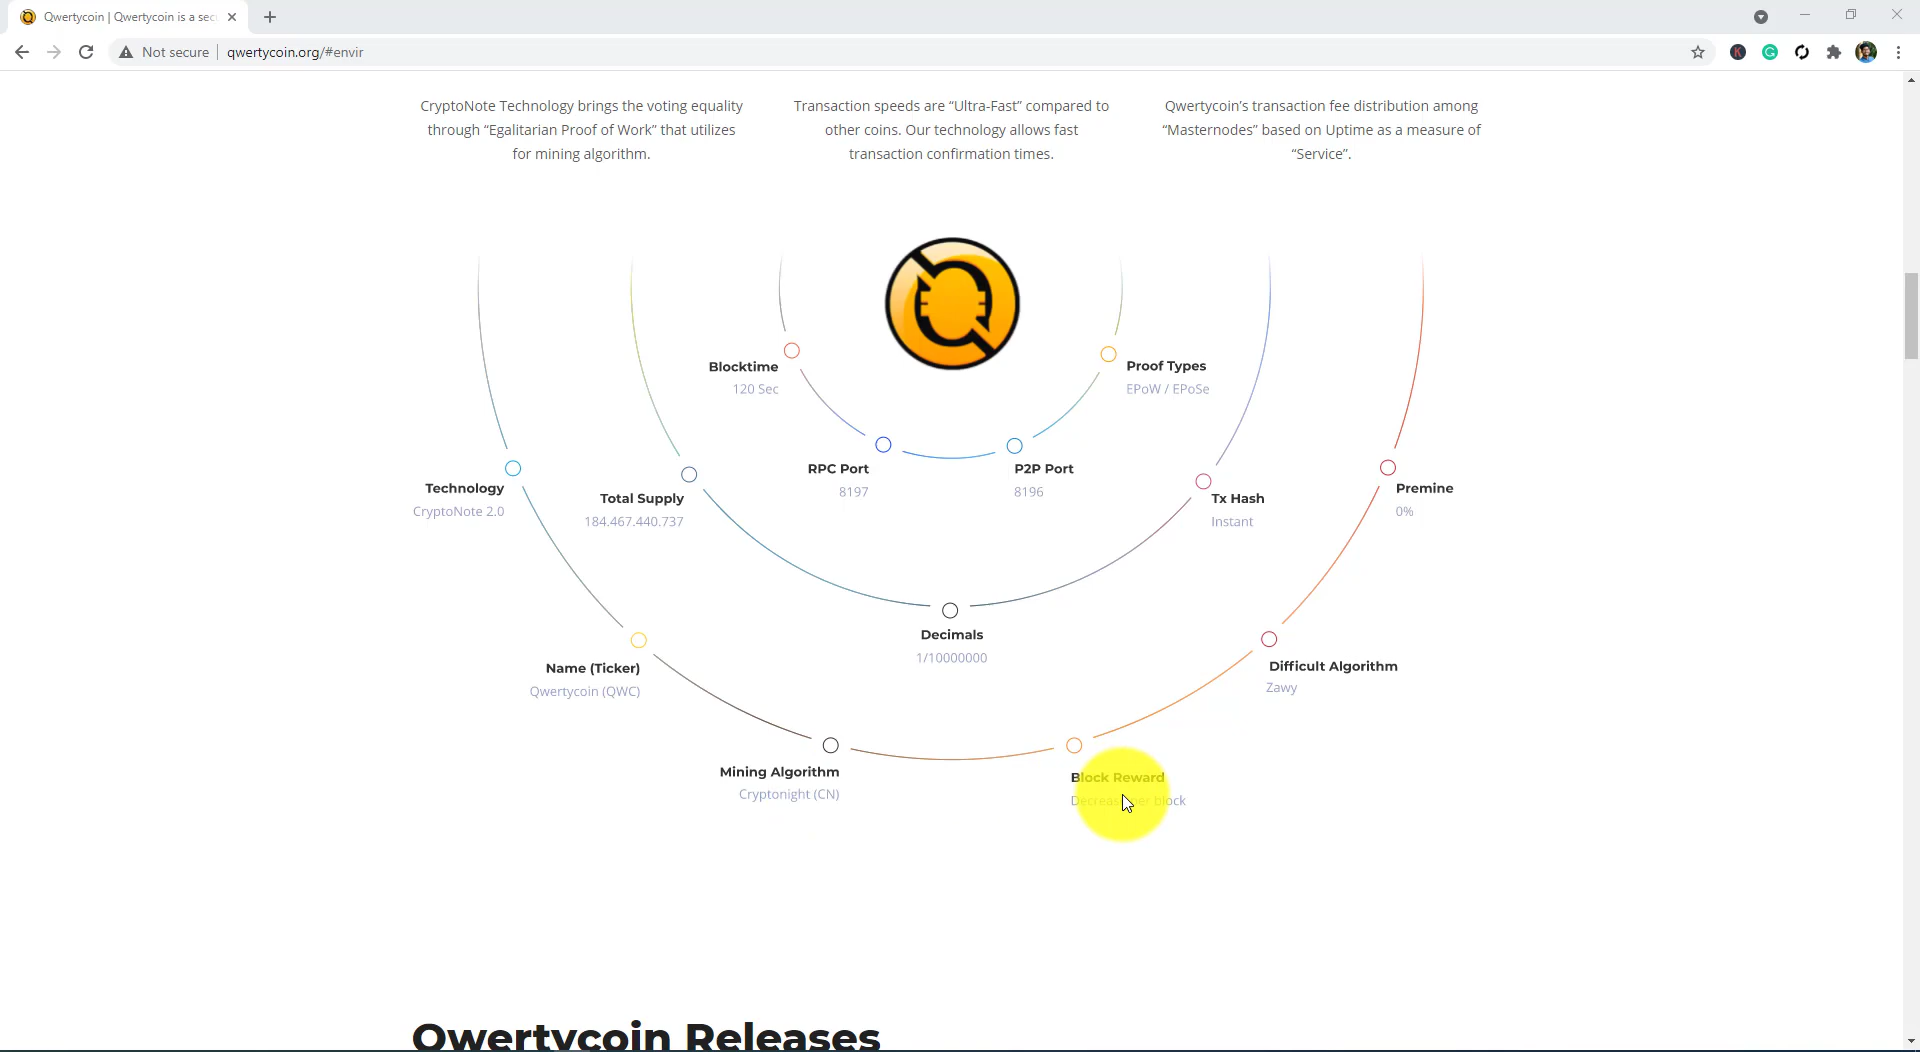 Qwertycoin | Qwertycoin is a sec
Not secure
qwertycoin.org/#envir
CryptoNote Technology brings the voting equality
through “Egalitarian Proof of Work” that utilizes
for mining algorithm.
Transaction speeds are “Ultra-Fast” compared to
other coins. Our technology allows fast
transaction confirmation times.
Qwertycoin’s transaction fee distribution among
“Masternodes” based on Uptime as a measure of
“Service”.
Blocktime
120 Sec
Proof Types
EPoW / EPoSe
RPC Port
8197
P2P Port
8196
Technology
CryptoNote 2.0
Total Supply
184.467.440.737
Tx Hash
Instant
Premine
0%
Decimals
1/10000000
Name (Ticker)
Qwertycoin (QWC)
Difficult Algorithm
Zawy
Mining Algorithm
Cryptonight (CN)
Block Reward
per block
Qwertycoin Releases